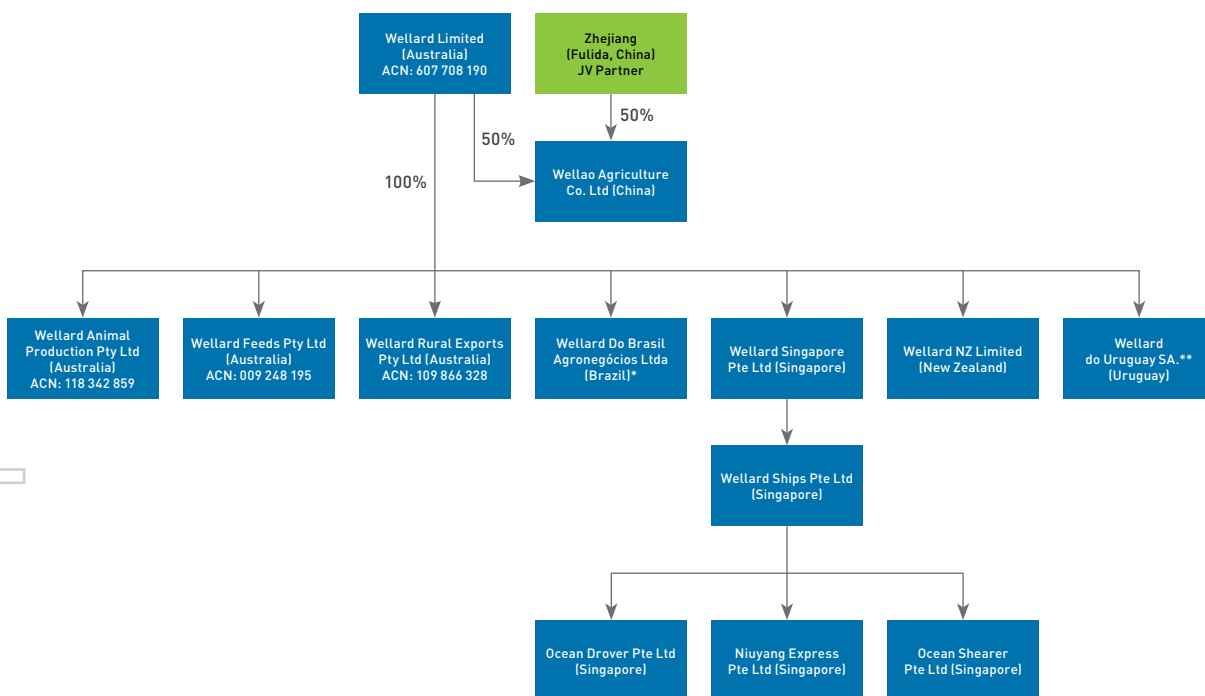 Wellard Limited
(Australia)
ACN: 607 708 190
Zhejiang
(Fulida, China)
JV Partner
50%
50%
100%
Wellao Agriculture
Co. Ltd (China)
Wellard Animal
Production Pty Ltd
(Australia)
ACN: 118 342 859
Wellard Feeds Pty Ltd
(Australia)
ACN: 009 248 195
Wellard Rural Exports
Pty Ltd (Australia)
ACN: 109 866 328
Wellard Do Brasil
Agronegócios Ltda
(Brazil)*
Wellard Singapore
Pte Ltd (Singapore)
Wellard NZ Limited
(New Zealand)
Wellard
do Uruguay SA.**
(Uruguay)
Wellard Ships Pte Ltd
(Singapore)
Ocean Drover Pte Ltd
(Singapore)
Niuyang Express
Pte Ltd (Singapore)
Ocean Shearer
Pte Ltd (Singapore)